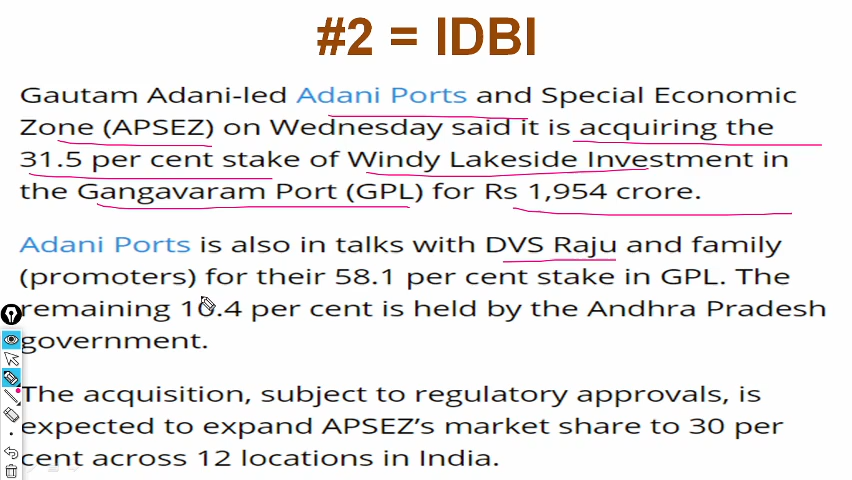 #2 = IDBI
Gautam Adani-led Adani Ports and Special Economic
Zone (APSEZ) on Wednesday said it is acquiring the
31.5 per cent stake of Windy Lakeside Investment in
the Gangavaram Port (GPL) for Rs 1,954 crore.
Adani Ports is also in talks with DVS Raju and family
(promoters) for their 58.1 per cent stake in GPL. The
remaining 10.4 per cent is held by the Andhra Pradesh
government.
The acquisition, subject to regulatory approvals, is
expected to expand APSEZ's market share to 30 per
cent across 12 locations in India.